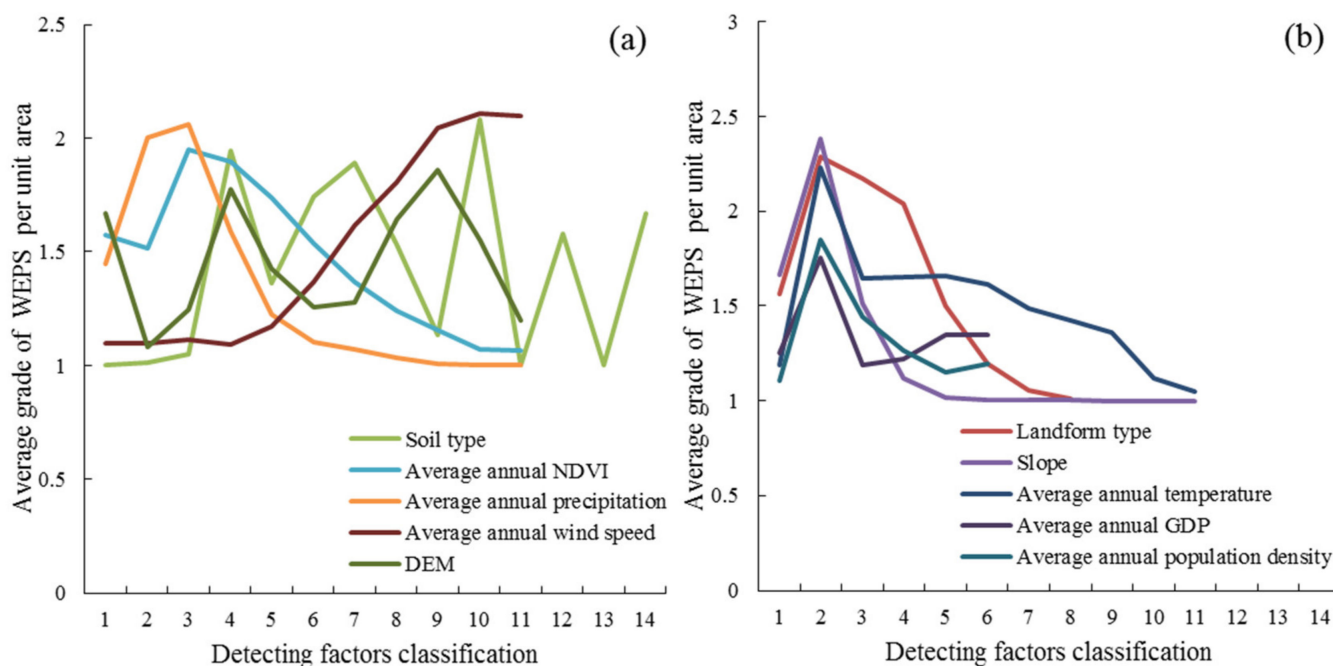 (a)
Average grade of WEPS per unit area
2.5
2
1.5
1
0.5
0
Soil type
Average annual NDVI
Average annual precipitation
Average annual wind speed
DEM
1 2 3 4 5 6 7 8 9 10 11 12 13 14
Detecting factors classification
(b)
Average grade of WEPS per unit area
3
2.5
2
1.5
1
0.5
0
Landform type
Slope
Average annual temperature
Average annual GDP
Average annual population density
1 2 3 4 5 6 7 8 9 10 11 12 13 14
Detecting factors classification